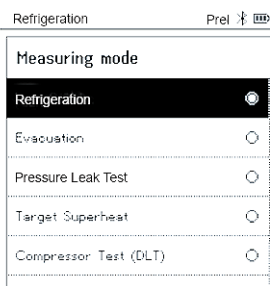 Refrigeration Prel
Measuring mode
Refrigeration
Evacuation
Pressure Leak Test
Target Superheat
Compressor Test (DLT)